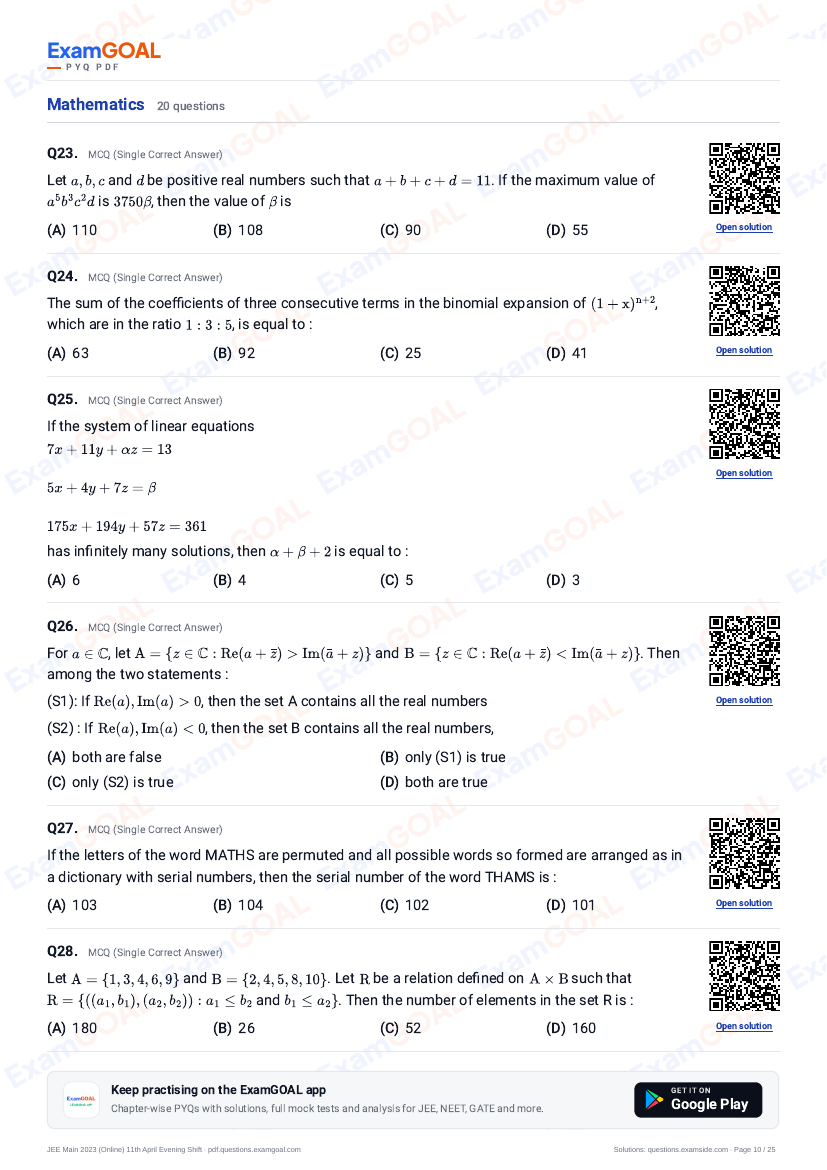 ExamGOAL
PYQ PDF
Mathematics 20 questions
Q23. MCQ (Single Correct Answer)
Let a, b, c and d be positive real numbers such that a + b + c + d = 11. If the maximum value of
a⁵b³c²d is 3750β, then the value of β is
(A) 110 (B) 108 (C) 90 (D) 55
Open solution
Q24. MCQ (Single Correct Answer)
The sum of the coefficients of three consecutive terms in the binomial expansion of (1 + x)ⁿ⁺²,
which are in the ratio 1 : 3 : 5, is equal to :
(A) 63 (B) 92 (C) 25 (D) 41
Open solution
Q25. MCQ (Single Correct Answer)
If the system of linear equations
7x + 11y + αz = 13
5x + 4y + 7z = β
175x + 194y + 57z = 361
has infinitely many solutions, then α + β + 2 is equal to :
(A) 6 (B) 4 (C) 5 (D) 3
Open solution
Q26. MCQ (Single Correct Answer)
For a ∈ ℂ, let A = {z ∈ ℂ : Re(a + z̄) > Im(ā + z)} and B = {z ∈ ℂ : Re(a + z̄) < Im(ā + z)}. Then
among the two statements :
(S1): If Re(a), Im(a) > 0, then the set A contains all the real numbers
(S2) : If Re(a), Im(a) < 0, then the set B contains all the real numbers,
(A) both are false (B) only (S1) is true
(C) only (S2) is true (D) both are true
Open solution
Q27. MCQ (Single Correct Answer)
If the letters of the word MATHS are permuted and all possible words so formed are arranged as in
a dictionary with serial numbers, then the serial number of the word THAMS is :
(A) 103 (B) 104 (C) 102 (D) 101
Open solution
Q28. MCQ (Single Correct Answer)
Let A = {1, 3, 4, 6, 9} and B = {2, 4, 5, 8, 10}. Let R be a relation defined on A × B such that
R = {((a₁, b₁), (a₂, b₂)) : a₁ ≤ b₂ and b₁ ≤ a₂}. Then the number of elements in the set R is :
(A) 180 (B) 26 (C) 52 (D) 160
Open solution
Keep practising on the ExamGOAL app
Chapter-wise PYQs with solutions, full mock tests and analysis for JEE, NEET, GATE and more.
GET IT ON
Google Play
JEE Main 2023 (Online) 11th April Evening Shift · pdf.questions.examgoal.com
Solutions: questions.examside.com · Page 10 / 25